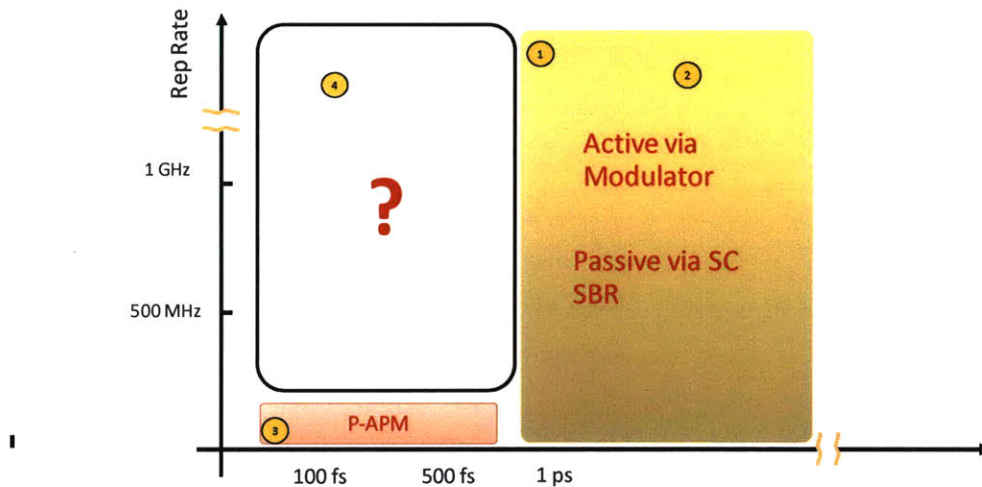 Rep Rate
4
1
2
Active via
Modulator
1 GHz
?
Passive via SC
SBR
500 MHz
3
P-APM
100 fs
500 fs
1 ps